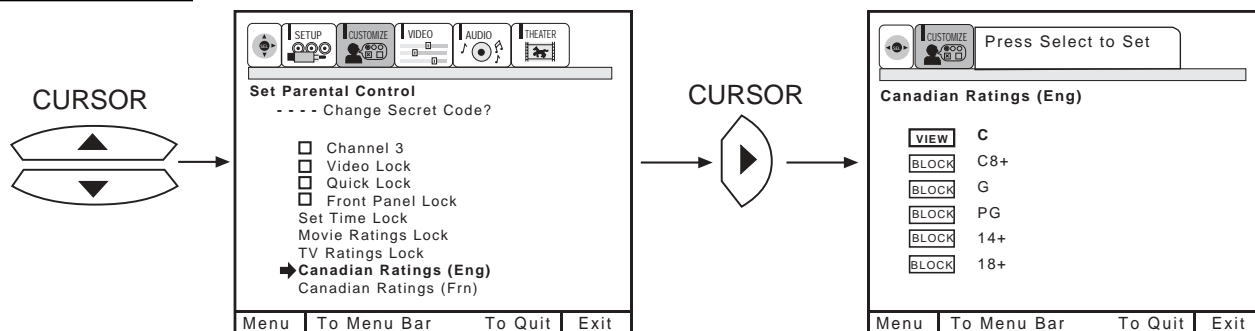 CURSOR
SETUP CUSTOMIZE VIDEO AUDIO THEATER
Set Parental Control
- - - - Change Secret Code?
Channel 3
Video Lock
Quick Lock
Front Panel Lock
Set Time Lock
Movie Ratings Lock
TV Ratings Lock
Canadian Ratings (Eng)
Canadian Ratings (Frn)
Menu To Menu Bar To Quit Exit
CURSOR
CUSTOMIZE Press Select to Set
Canadian Ratings (Eng)
VIEW C
BLOCK C8+
BLOCK G
BLOCK PG
BLOCK 14+
BLOCK 18+
Menu To Menu Bar To Quit Exit